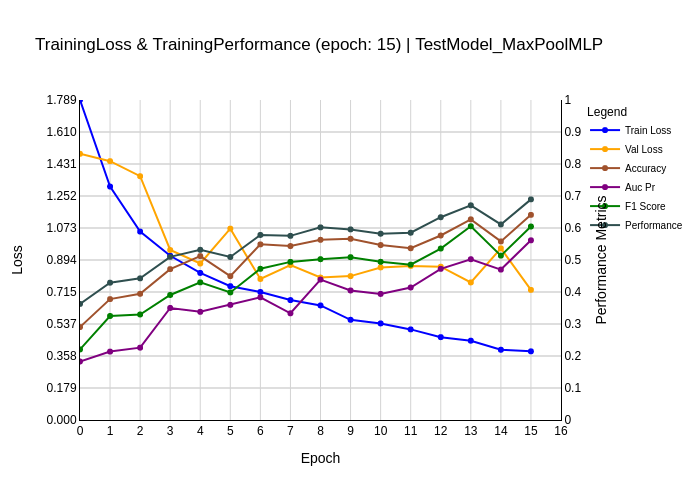 TrainingLoss & TrainingPerformance (epoch: 15) | TestModel_MaxPoolMLP
Legend
Train Loss
Val Loss
Accuracy
Auc Pr
F1 Score
Performance
Loss
1.789
1.610
1.431
1.252
1.073
0.894
0.715
0.537
0.358
0.179
0.000
Performance Metrics
1
0.9
0.8
0.7
0.6
0.5
0.4
0.3
0.2
0.1
0
0 1 2 3 4 5 6 7 8 9 10 11 12 13 14 15 16
Epoch